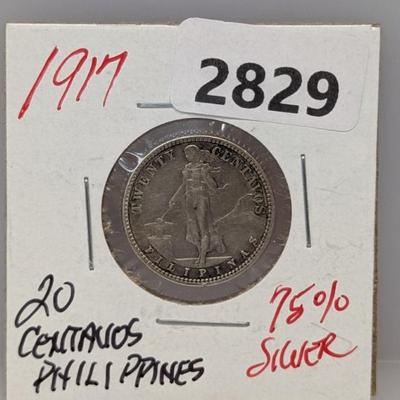 1917
2829
TWENTY CENTAVOS
FILIPINAS
20
CENTAVOS
PHILIPPINES
75%
SILVER